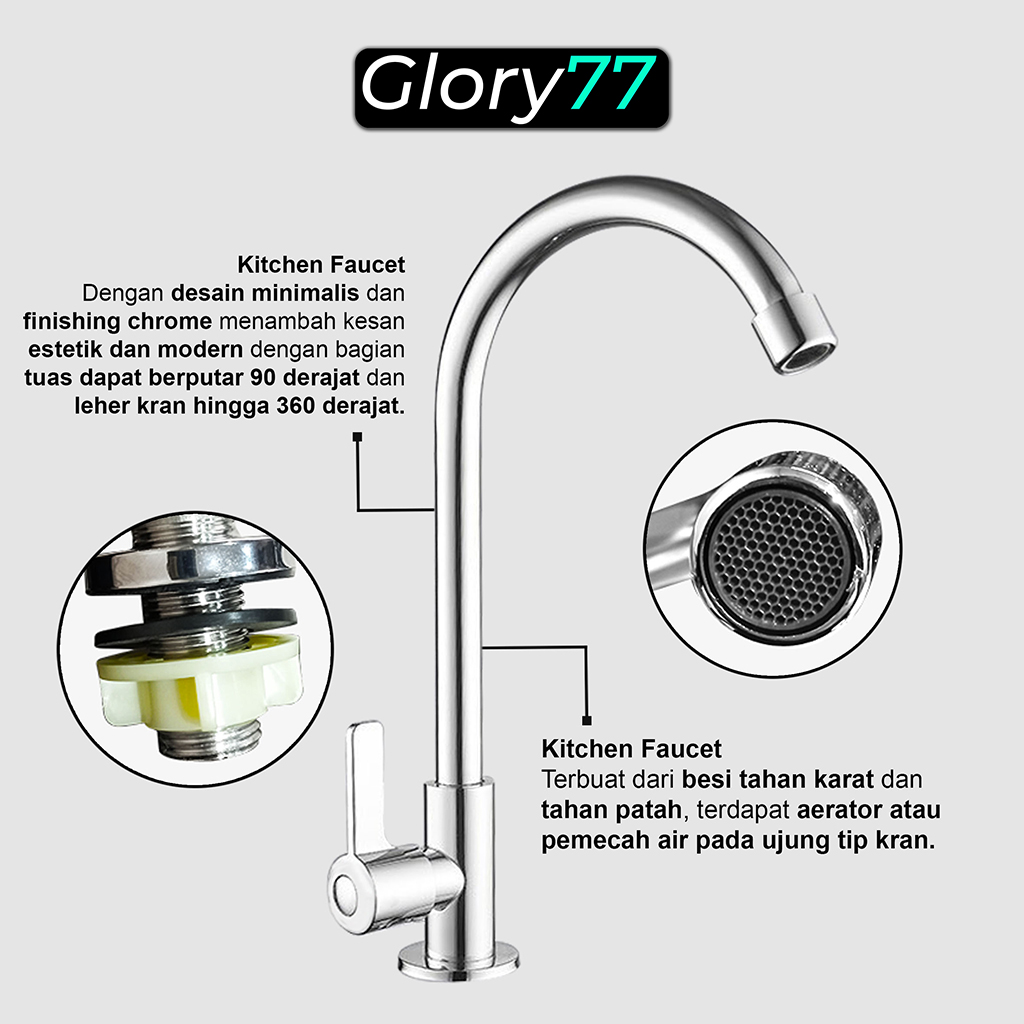 Glory77
Kitchen Faucet
Dengan desain minimalis dan
finishing chrome menambah kesan
estetik dan modern dengan bagian
tuas dapat berputar 90 derajat dan
leher kran hingga 360 derajat.
Kitchen Faucet
Terbuat dari besi tahan karat dan
tahan patah, terdapat aerator atau
pemecah air pada ujung tip kran.